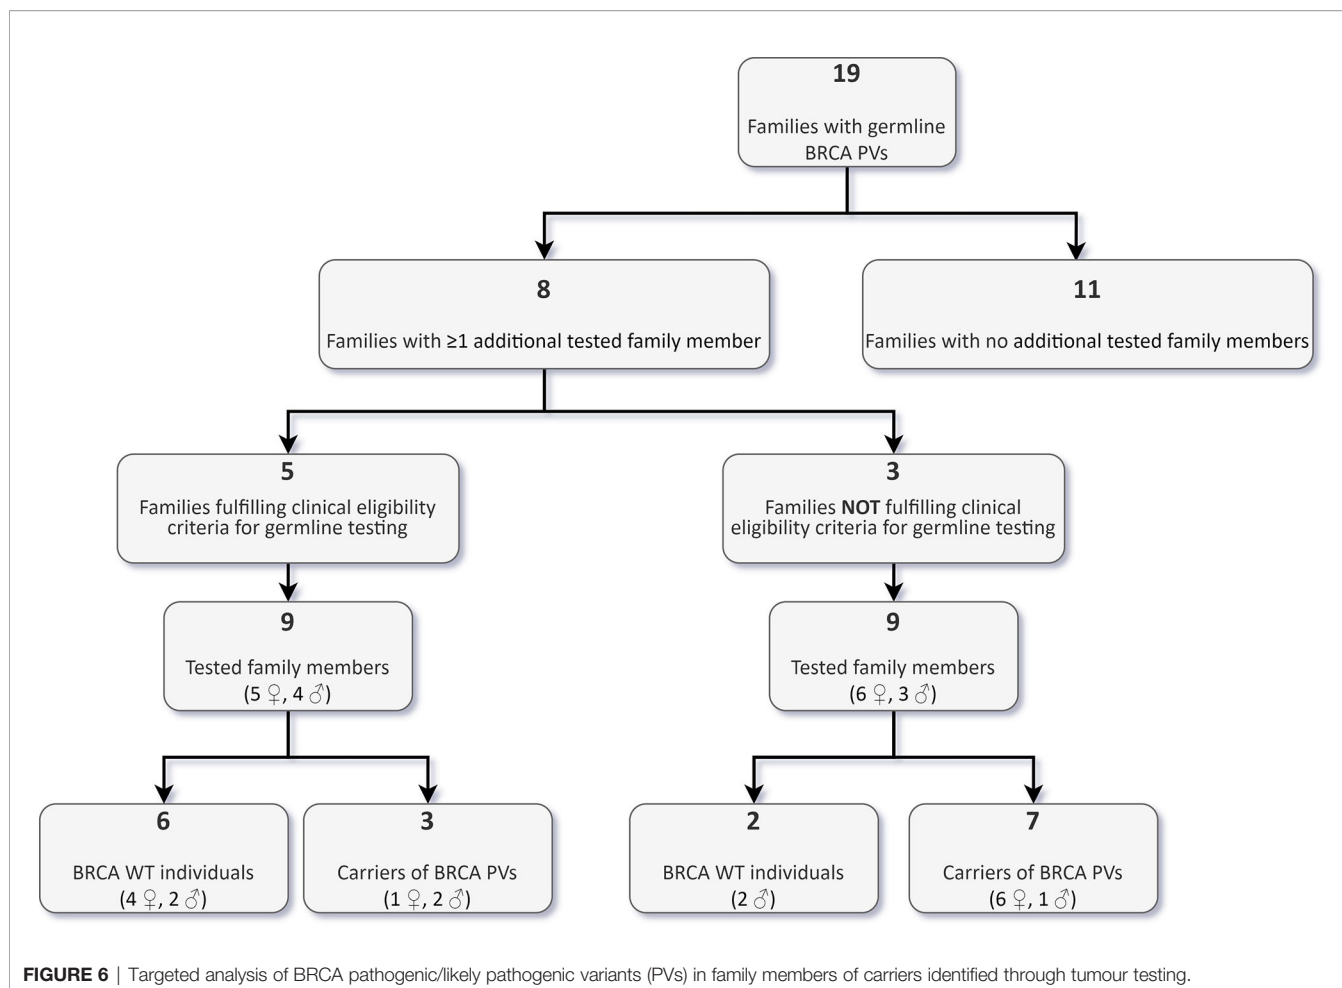 19
Families with germline
BRCA PVs
8
Families with ≥1 additional tested family member
11
Families with no additional tested family members
5
Families fulfilling clinical eligibility
criteria for germline testing
3
Families NOT fulfilling clinical
eligibility criteria for germline testing
9
Tested family members
(5 ♀, 4 ♂)
9
Tested family members
(6 ♀, 3 ♂)
6
BRCA WT individuals
(4 ♀, 2 ♂)
3
Carriers of BRCA PVs
(1 ♀, 2 ♂)
2
BRCA WT individuals
(2 ♂)
7
Carriers of BRCA PVs
(6 ♀, 1 ♂)
FIGURE 6 | Targeted analysis of BRCA pathogenic/likely pathogenic variants (PVs) in family members of carriers identified through tumour testing.